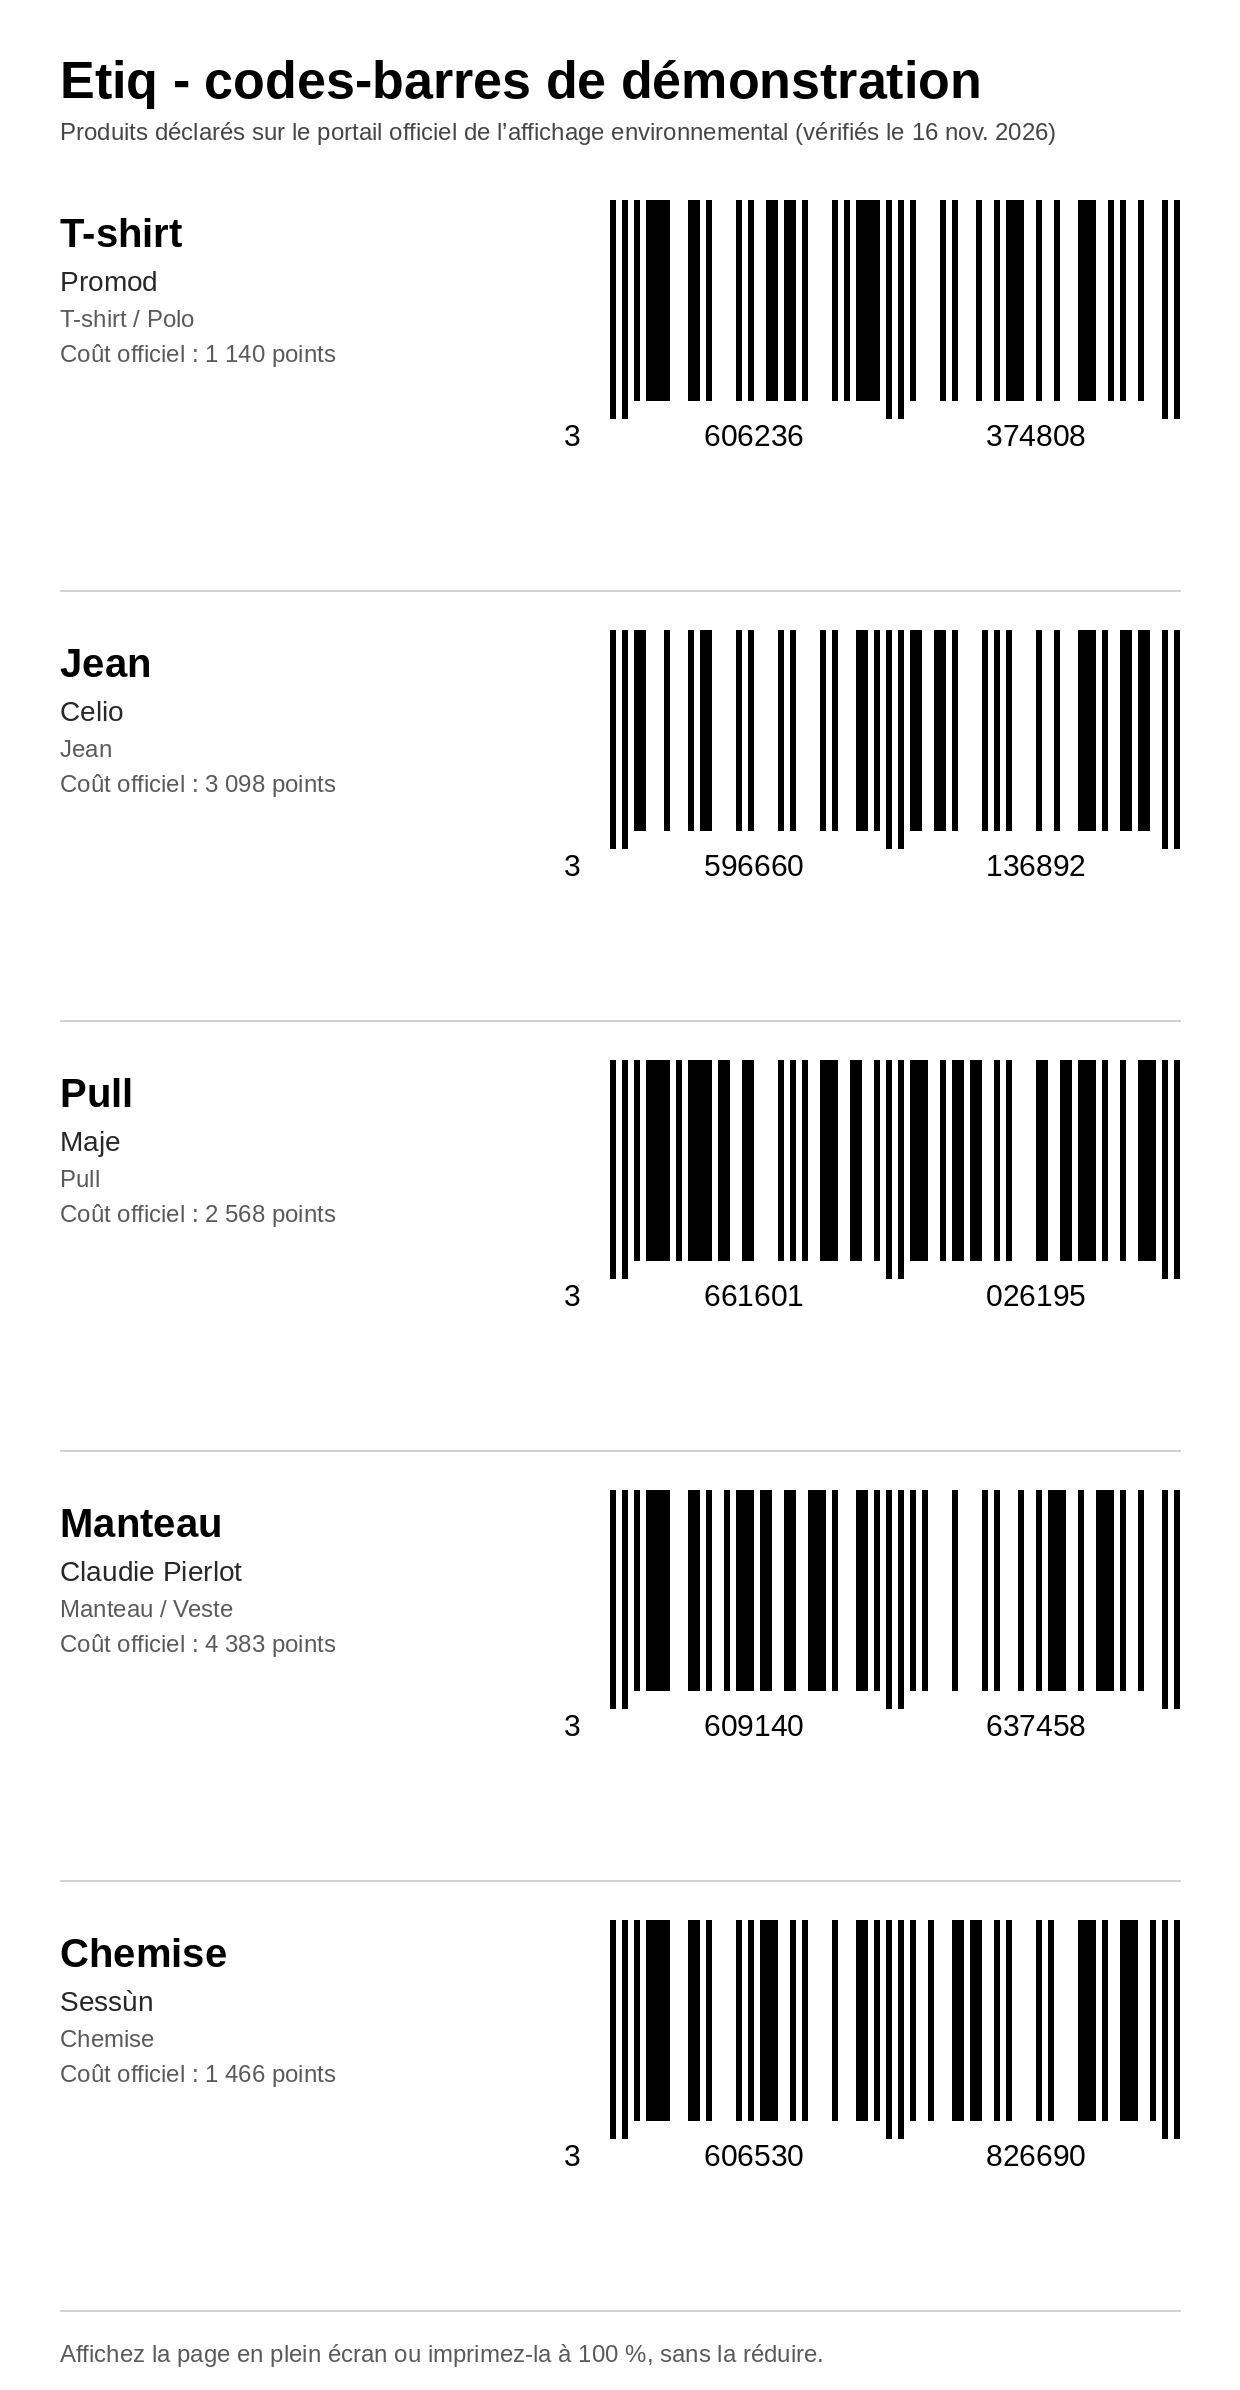 Etiq - codes-barres de démonstration
Produits déclarés sur le portail officiel de l’affichage environnemental (vérifiés le 16 nov. 2026)
T-shirt
Promod
T-shirt / Polo
Coût officiel : 1 140 points
3 606236 374808
Jean
Celio
Jean
Coût officiel : 3 098 points
3 596660 136892
Pull
Maje
Pull
Coût officiel : 2 568 points
3 661601 026195
Manteau
Claudie Pierlot
Manteau / Veste
Coût officiel : 4 383 points
3 609140 637458
Chemise
Sessùn
Chemise
Coût officiel : 1 466 points
3 606530 826690
Affichez la page en plein écran ou imprimez-la à 100 %, sans la réduire.